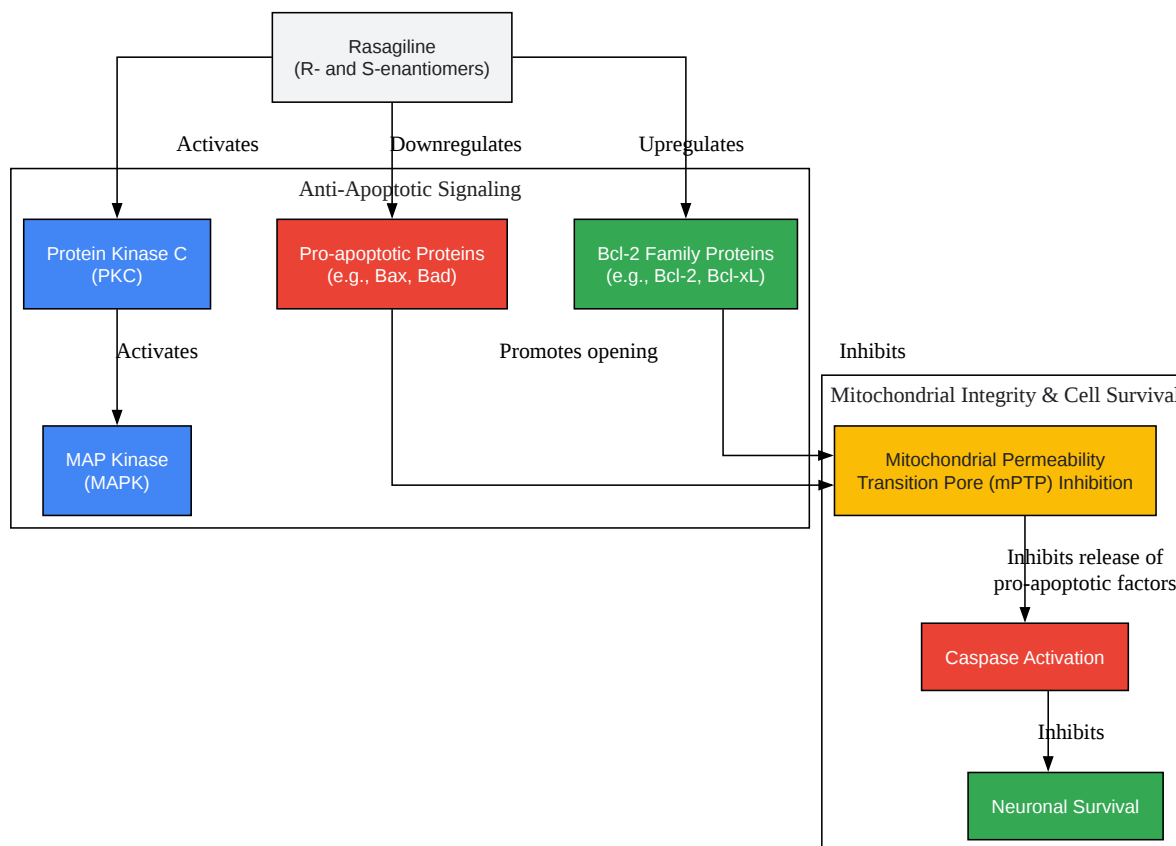 Rasagiline
(R- and S-enantiomers)
Activates
Downregulates
Upregulates
Anti-Apoptotic Signaling
Protein Kinase C
(PKC)
Pro-apoptotic Proteins
(e.g., Bax, Bad)
Bcl-2 Family Proteins
(e.g., Bcl-2, Bcl-xL)
Activates
Promotes opening
Inhibits
Mitochondrial Integrity & Cell Survival
MAP Kinase
(MAPK)
Mitochondrial Permeability
Transition Pore (mPTP) Inhibition
Inhibits release of
pro-apoptotic factors
Caspase Activation
Inhibits
Neuronal Survival